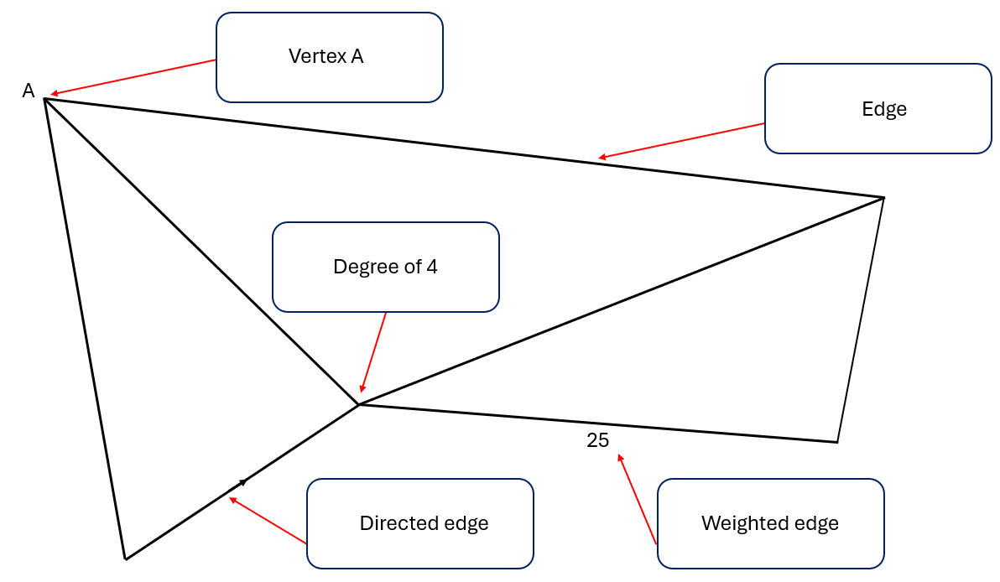 Vertex A
A
Edge
Degree of 4
25
Directed edge
Weighted edge